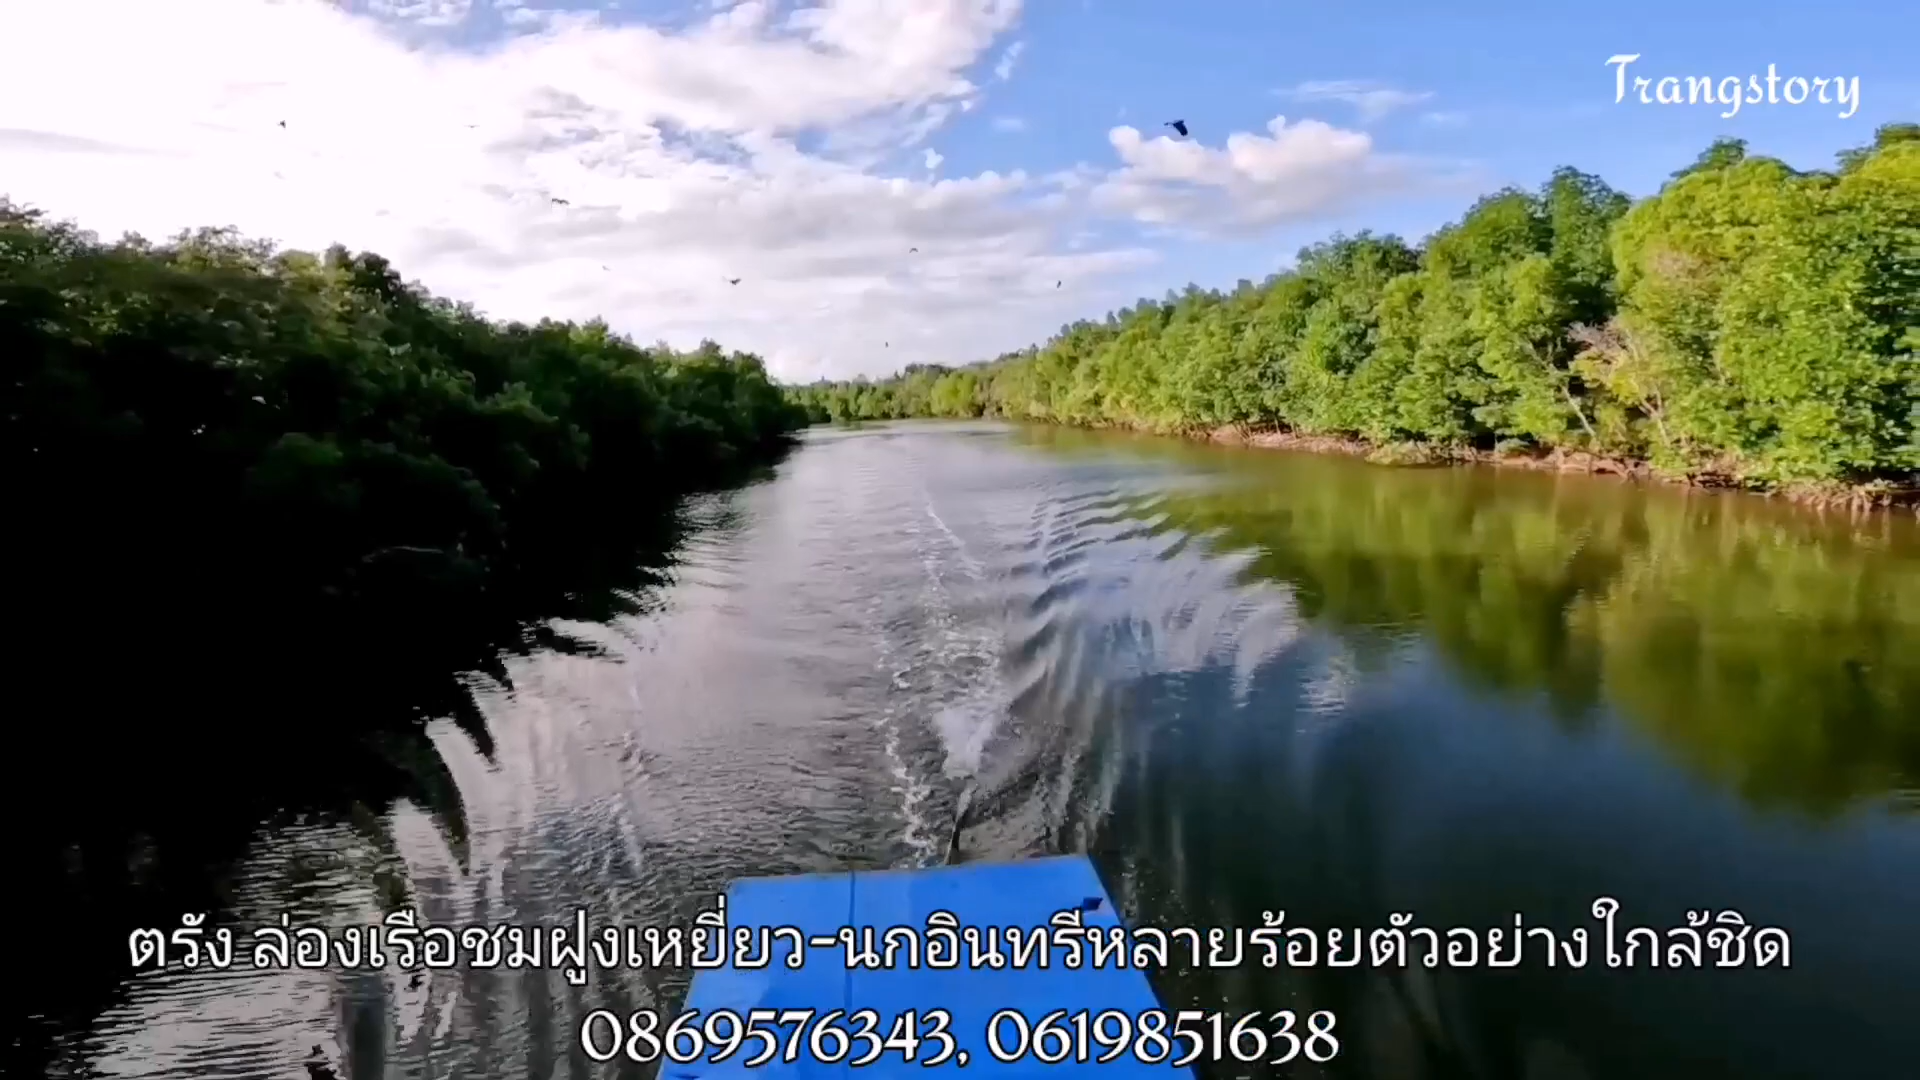 Trangstory
ตรัง ล่องเรือชมฝูงเหยี่ยว-นกอินทรีหลายร้อยตัวอย่างใกล้ชิด
0869576343, 0619851638